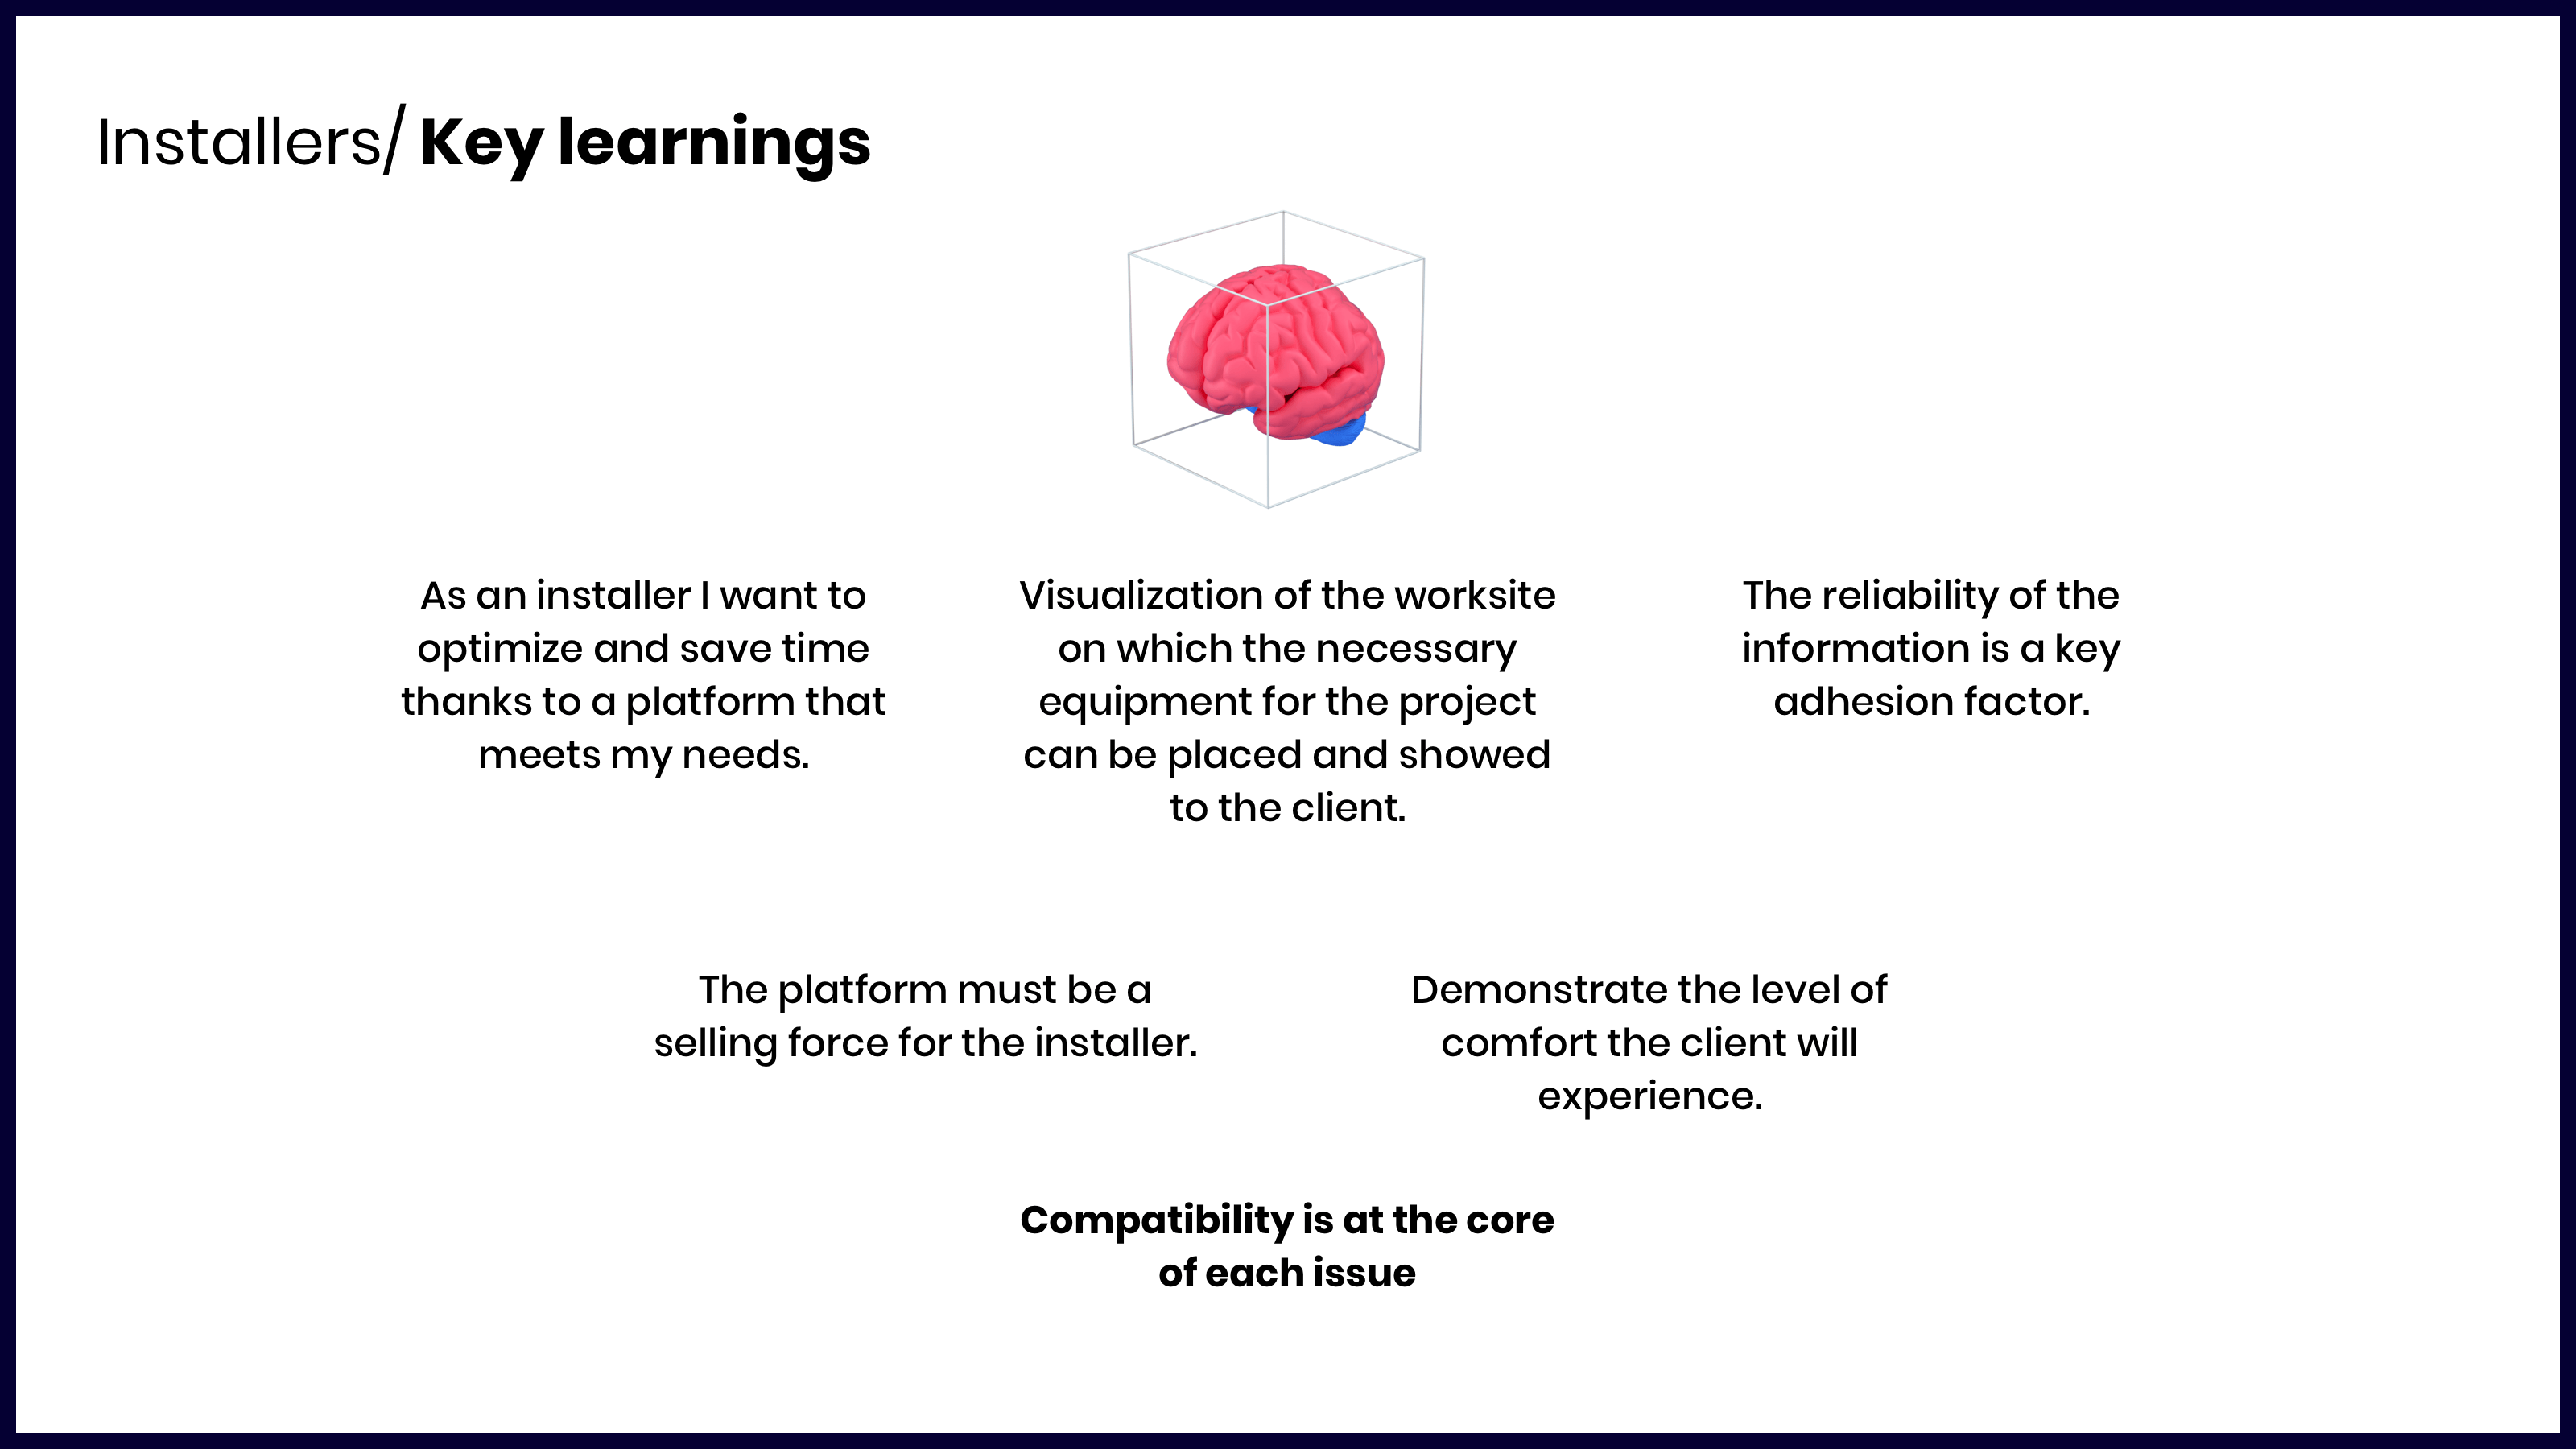 Installers/ Key learnings
As an installer I want to
optimize and save time
thanks to a platform that
meets my needs.
Visualization of the worksite
on which the necessary
equipment for the project
can be placed and showed
to the client.
The reliability of the
information is a key
adhesion factor.
The platform must be a
selling force for the installer.
Demonstrate the level of
comfort the client will
experience.
Compatibility is at the core
of each issue